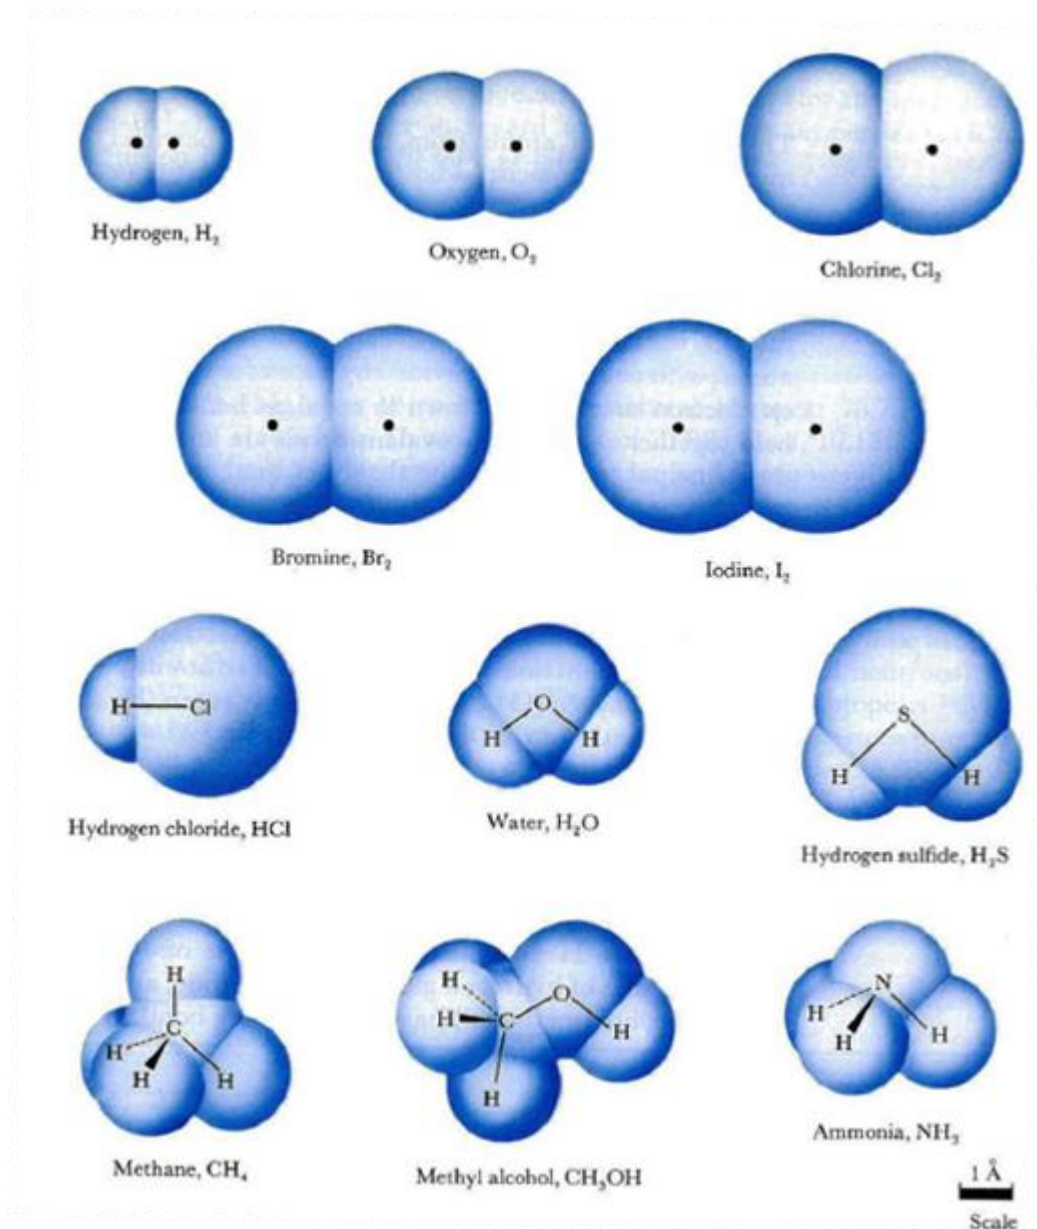 Hydrogen, H₂
Oxygen, O₂
Chlorine, Cl₂
Bromine, Br₂
Iodine, I₂
H Cl
O
H H
S
H H
Hydrogen chloride, HCl
Water, H₂O
Hydrogen sulfide, H₂S
H
C
H
H H
H
O
H C
H
H
N
H
H H
Methane, CH₄
Methyl alcohol, CH₃OH
Ammonia, NH₃
1 Å
Scale